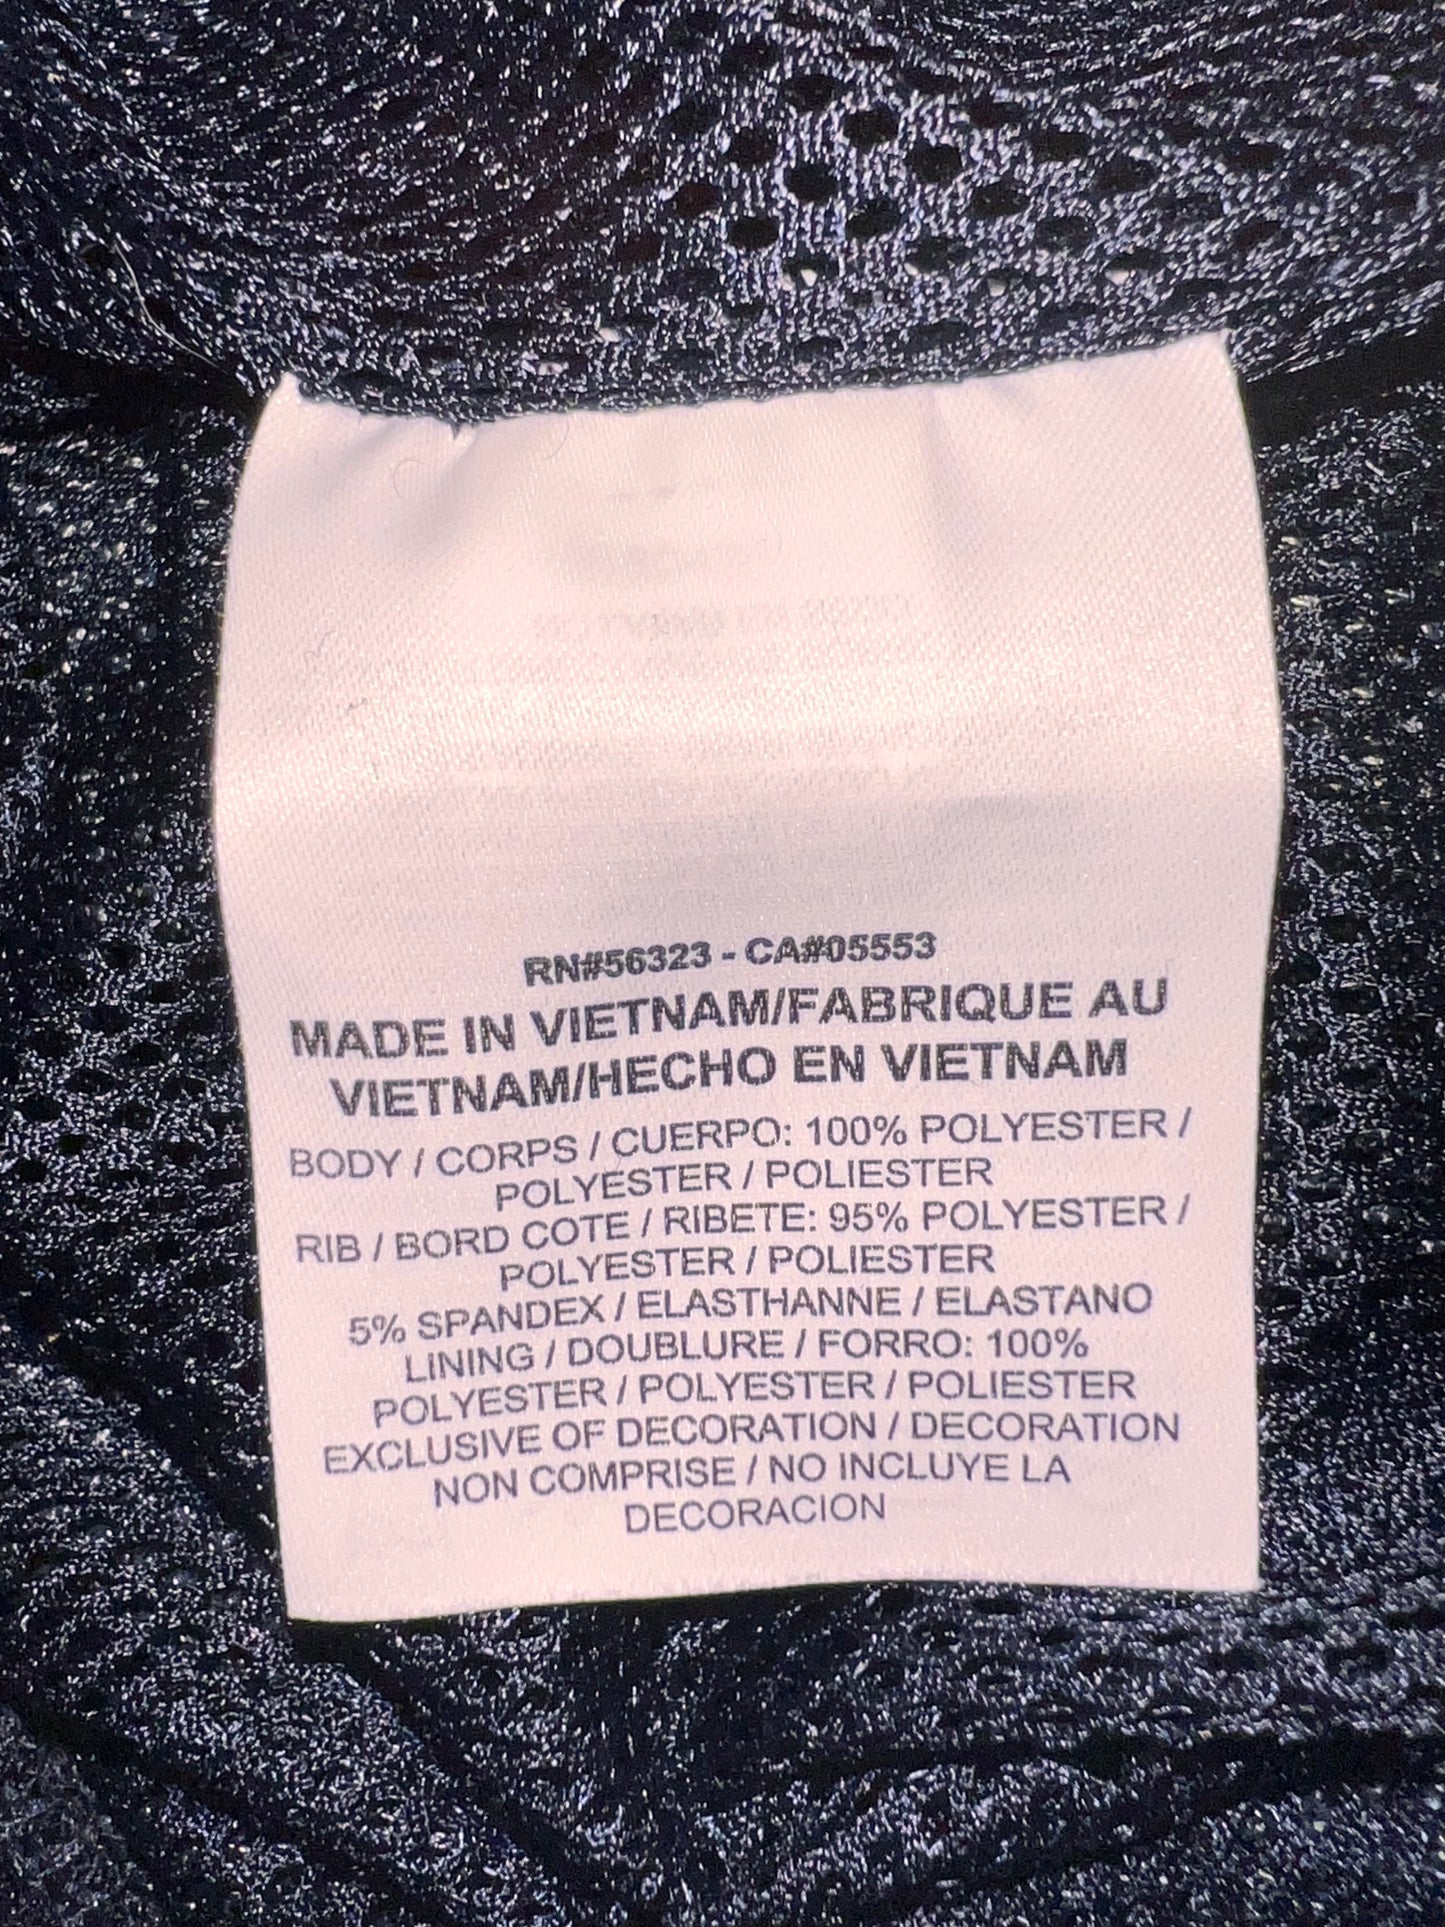 RN#56323 - CA#05553
MADE IN VIETNAM/FABRIQUE AU
VIETNAM/HECHO EN VIETNAM
BODY / CORPS / CUERPO: 100% POLYESTER /
POLYESTER / POLIESTER
RIB / BORD COTE / RIBETE: 95% POLYESTER /
POLYESTER / POLIESTER
5% SPANDEX / ELASTHANNE / ELASTANO
LINING / DOUBLURE / FORRO: 100%
POLYESTER / POLYESTER / POLIESTER
EXCLUSIVE OF DECORATION / DECORATION
NON COMPRISE / NO INCLUYE LA
DECORACION